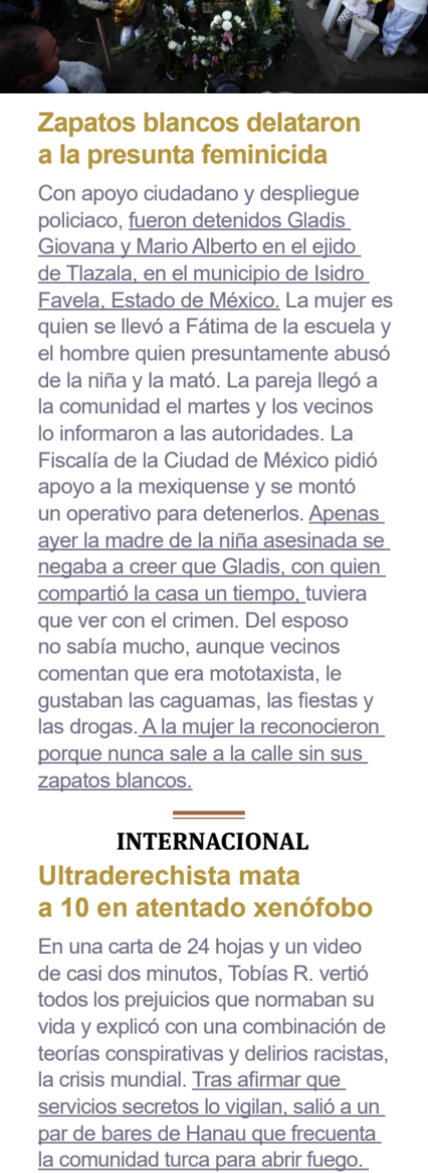 Zapatos blancos delataron
a la presunta feminicida
Con apoyo ciudadano y despliegue
policiaco, fueron detenidos Gladis
Giovana y Mario Alberto en el ejido
de Tlazala, en el municipio de Isidro
Favela, Estado de México. La mujer es
quien se llevó a Fátima de la escuela y
el hombre quien presuntamente abusó
de la niña y la mató. La pareja llegó a
la comunidad el martes y los vecinos
lo informaron a las autoridades. La
Fiscalía de la Ciudad de México pidió
apoyo a la mexiquense y se montó
un operativo para detenerlos. Apenas
ayer la madre de la niña asesinada se
negaba a creer que Gladis, con quien
compartió la casa un tiempo, tuviera
que ver con el crimen. Del esposo
no sabía mucho, aunque vecinos
comentan que era mototaxista, le
gustaban las caguamas, las fiestas y
las drogas. A la mujer la reconocieron
porque nunca sale a la calle sin sus
zapatos blancos.
INTERNACIONAL
Ultraderechista mata
a 10 en atentado xenófobo
En una carta de 24 hojas y un video
de casi dos minutos, Tobías R. vertió
todos los prejuicios que normaban su
vida y explicó con una combinación de
teorías conspirativas y delirios racistas,
la crisis mundial. Tras afirmar que
servicios secretos lo vigilan, salió a un
par de bares de Hanau que frecuenta
la comunidad turca para abrir fuego.